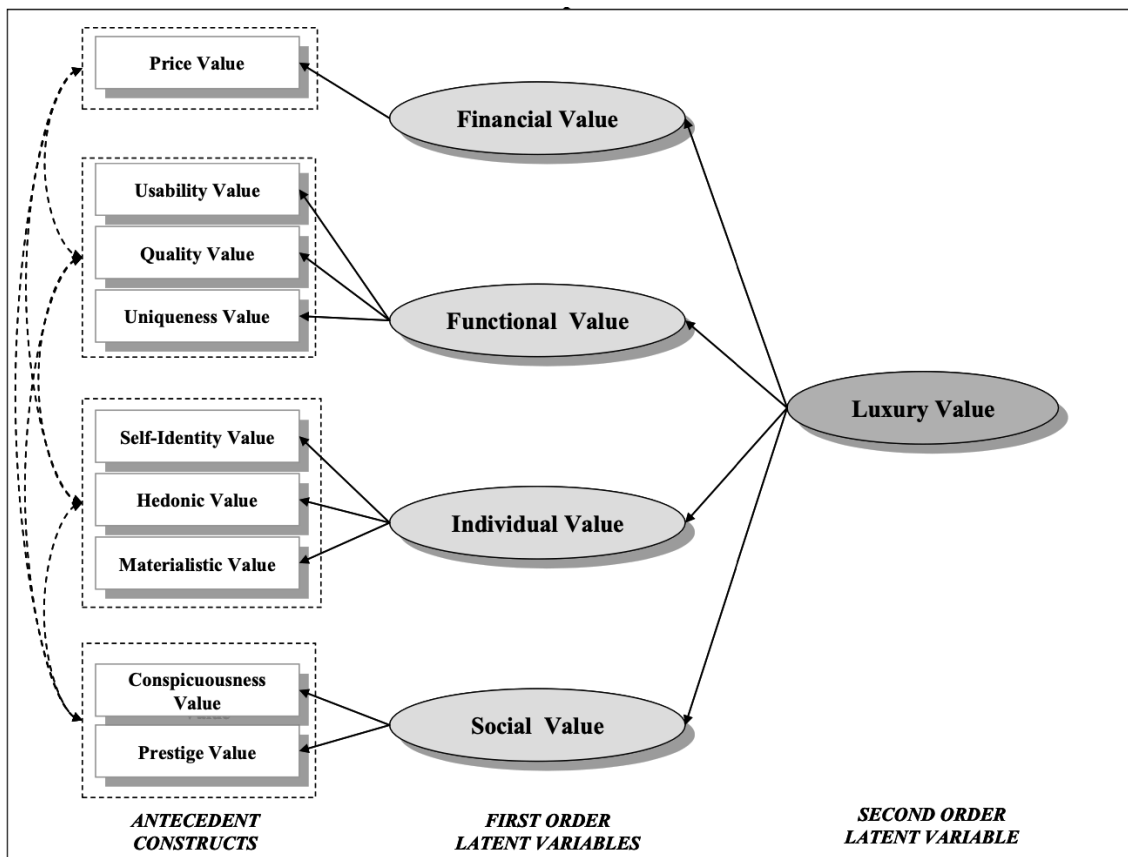 Price Value
Financial Value
Usability Value
Quality Value
Uniqueness Value
Functional Value
Luxury Value
Self-Identity Value
Hedonic Value
Materialistic Value
Individual Value
Conspicuousness
Value
Prestige Value
Social Value
ANTECEDENT
CONSTRUCTS
FIRST ORDER
LATENT VARIABLES
SECOND ORDER
LATENT VARIABLE